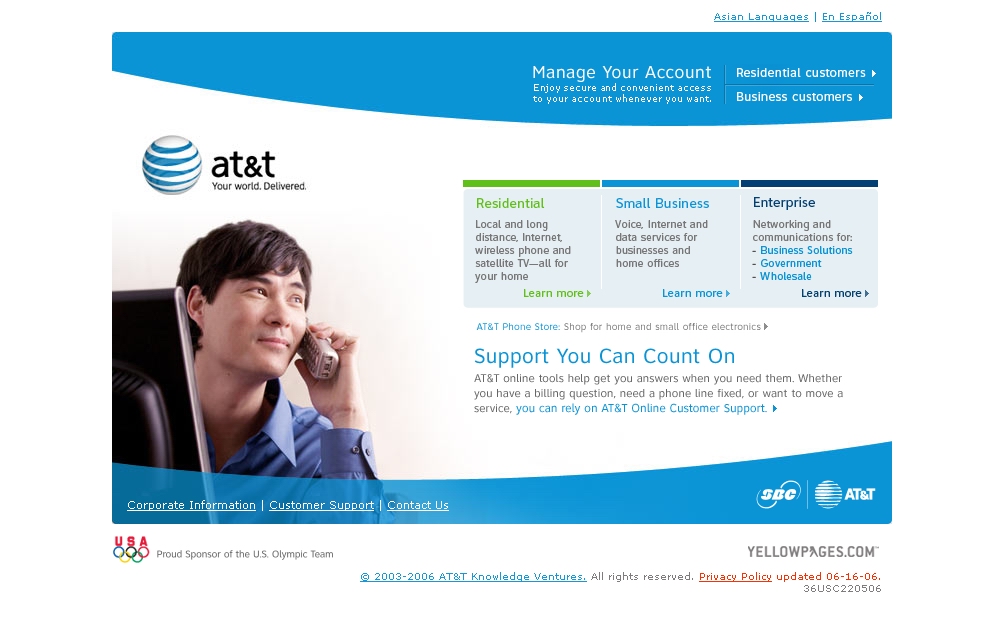 Asian Languages | En Español
Manage Your Account
Enjoy secure and convenient access
to your account whenever you want.
Residential customers
Business customers
at&t
Your world. Delivered.
Residential
Local and long
distance, Internet,
wireless phone and
satellite TV—all for
your home
Learn more
Small Business
Voice, Internet and
data services for
businesses and
home offices
Learn more
Enterprise
Networking and
communications for:
- Business Solutions
- Government
- Wholesale
Learn more
AT&T Phone Store: Shop for home and small office electronics
Support You Can Count On
AT&T online tools help get you answers when you need them. Whether
you have a billing question, need a phone line fixed, or want to move a
service, you can rely on AT&T Online Customer Support.
Corporate Information | Customer Support | Contact Us
SBC AT&T
USA
Proud Sponsor of the U.S. Olympic Team
YELLOWPAGES.COM™
© 2003-2006 AT&T Knowledge Ventures. All rights reserved. Privacy Policy updated 06-16-06.
36USC220506